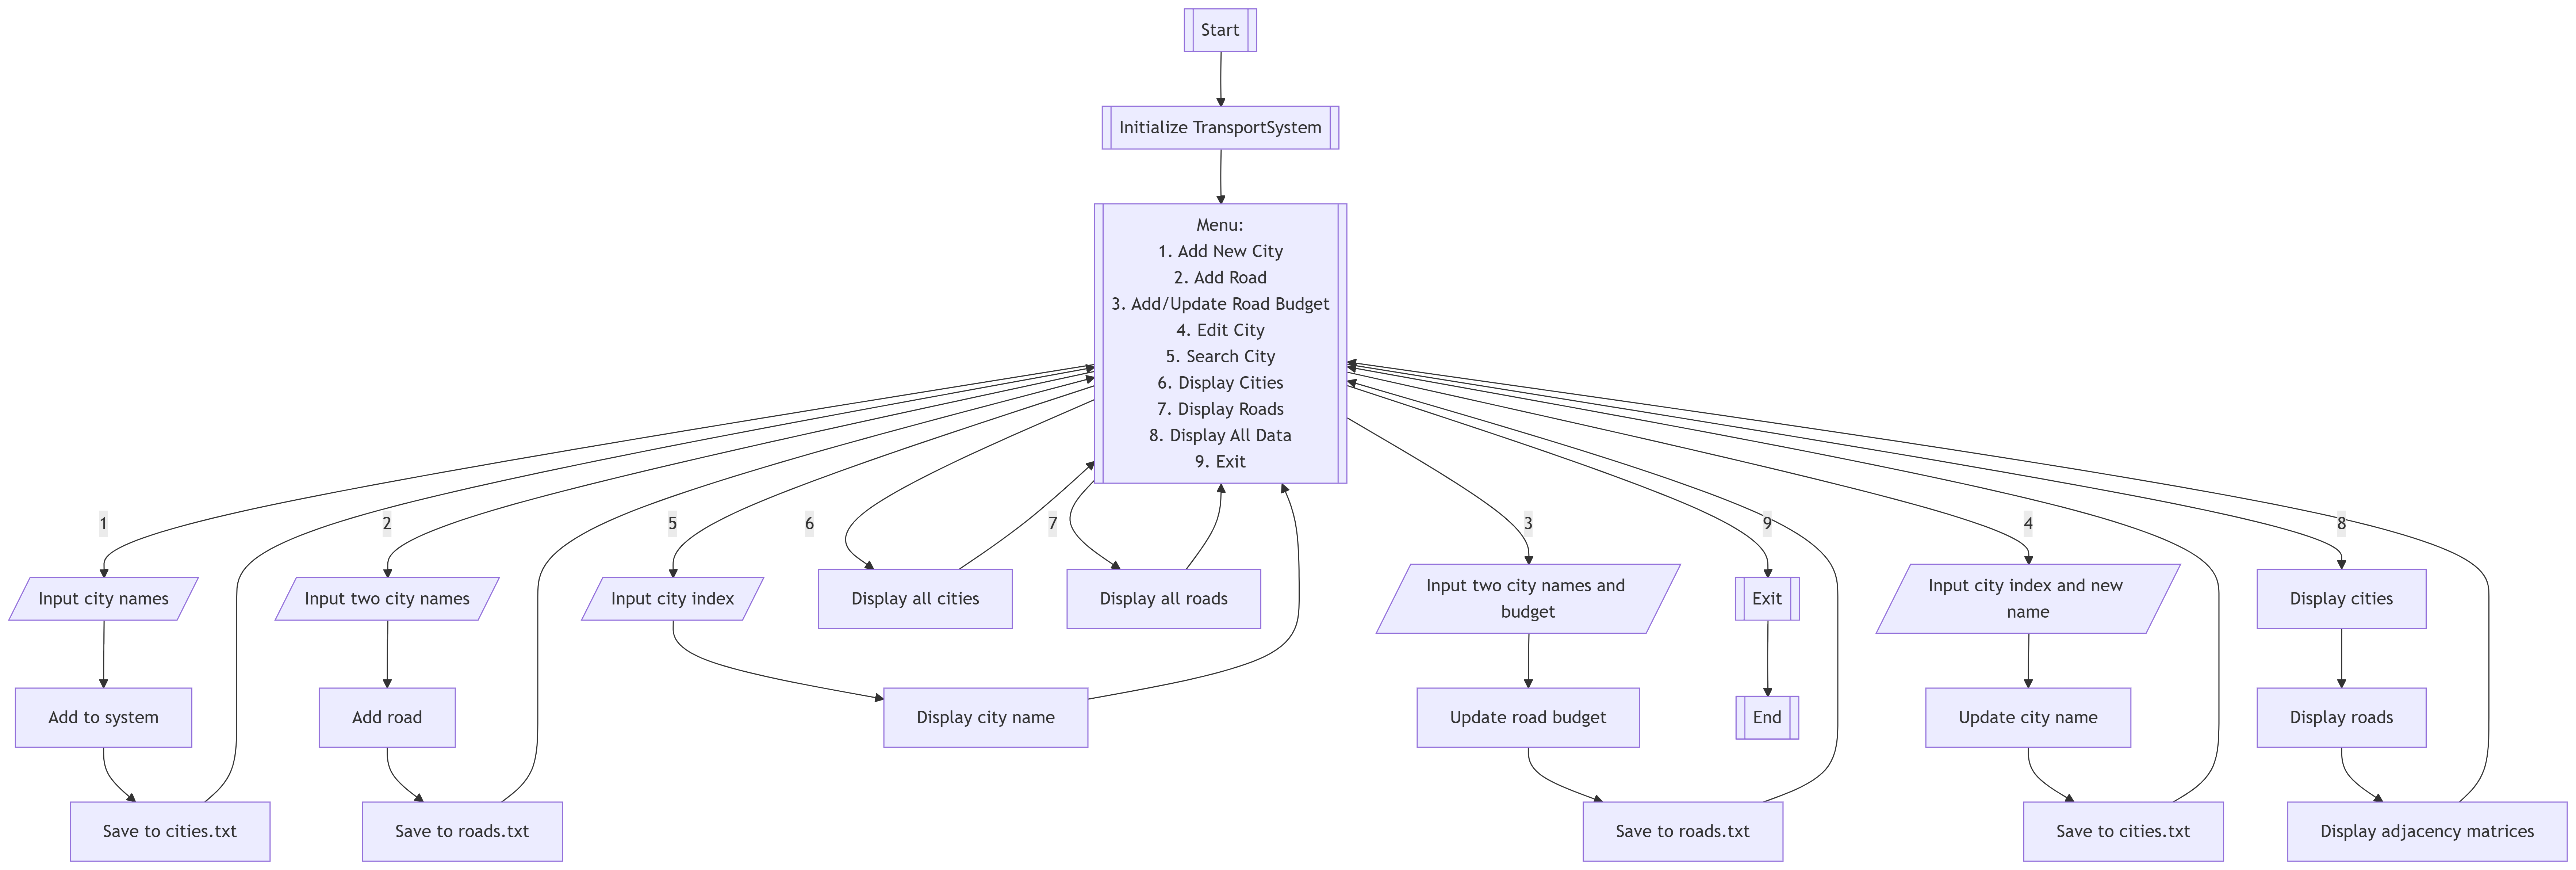 Start
Initialize TransportSystem
Menu:
1. Add New City
2. Add Road
3. Add/Update Road Budget
4. Edit City
5. Search City
6. Display Cities
7. Display Roads
8. Display All Data
9. Exit
1
2
5
6
7
3
9
4
8
Input city names
Input two city names
Input city index
Display all cities
Display all roads
Input two city names and
budget
Exit
Input city index and new
name
Display cities
Add to system
Add road
Display city name
Update road budget
End
Update city name
Display roads
Save to cities.txt
Save to roads.txt
Save to roads.txt
Save to cities.txt
Display adjacency matrices